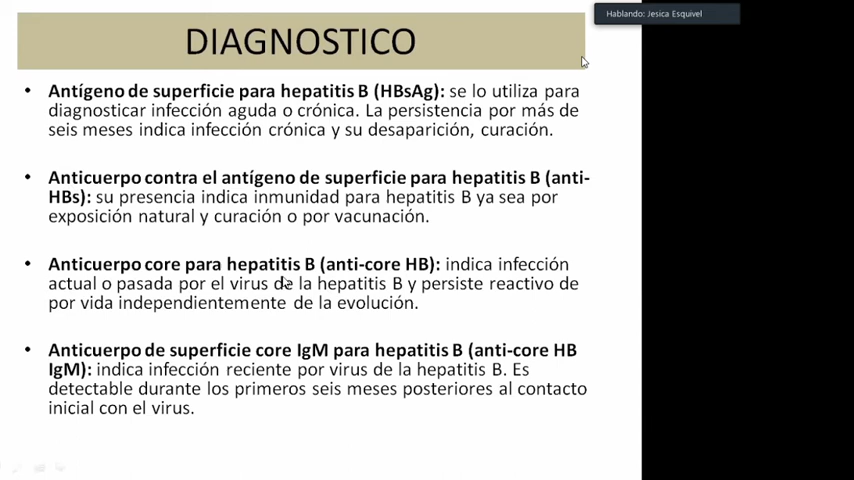 Hablando: Jesica Esquivel
DIAGNOSTICO
• Antígeno de superficie para hepatitis B (HBsAg): se lo utiliza para
diagnosticar infección aguda o crónica. La persistencia por más de
seis meses indica infección crónica y su desaparición, curación.
• Anticuerpo contra el antígeno de superficie para hepatitis B (anti-
HBs): su presencia indica inmunidad para hepatitis B ya sea por
exposición natural y curación o por vacunación.
• Anticuerpo core para hepatitis B (anti-core HB): indica infección
actual o pasada por el virus de la hepatitis B y persiste reactivo de
por vida independientemente de la evolución.
• Anticuerpo de superficie core IgM para hepatitis B (anti-core HB
IgM): indica infección reciente por virus de la hepatitis B. Es
detectable durante los primeros seis meses posteriores al contacto
inicial con el virus.